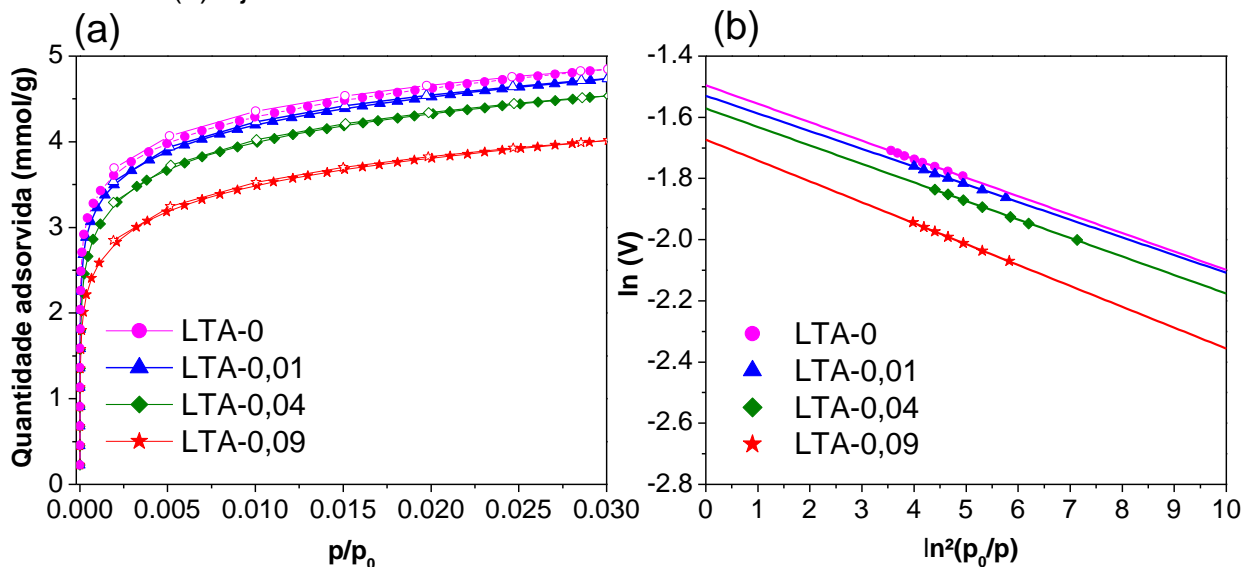 (a)
5
4
3
2
1
0
Quantidade adsorvida (mmol/g)
LTA-0
LTA-0,01
LTA-0,04
LTA-0,09
0.000 0.005 0.010 0.015 0.020 0.025 0.030
p/p₀
(b)
-1.4
-1.6
-1.8
-2.0
-2.2
-2.4
-2.6
-2.8
ln (V)
LTA-0
LTA-0,01
LTA-0,04
LTA-0,09
0 1 2 3 4 5 6 7 8 9 10
ln²(p₀/p)